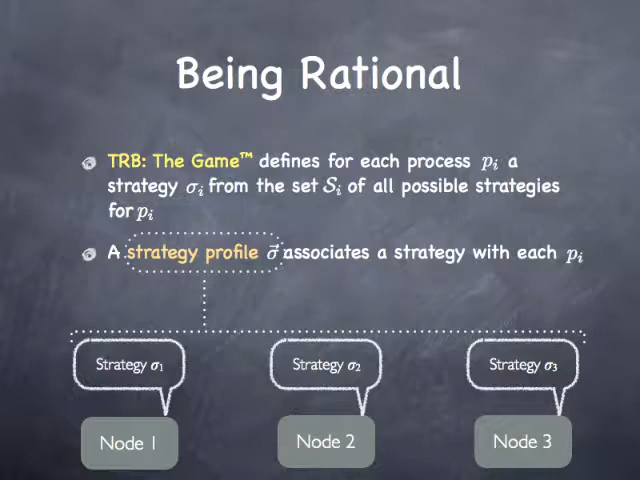 Being Rational
TRB: The Game™ defines for each process pᵢ a
strategy σᵢ from the set 𝒮ᵢ of all possible strategies
for pᵢ
A strategy profile σ⃗ associates a strategy with each pᵢ
Strategy σ₁
Strategy σ₂
Strategy σ₃
Node 1
Node 2
Node 3